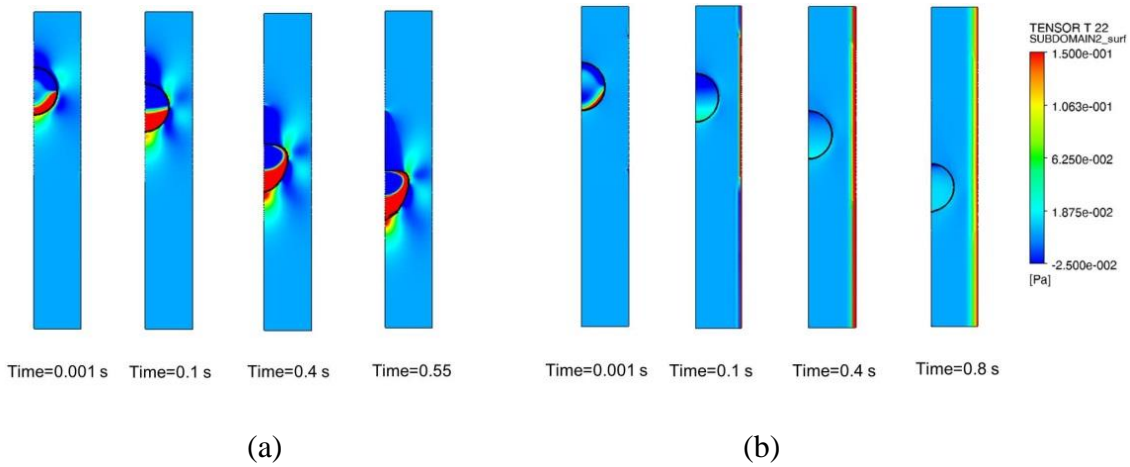 TENSOR T 22
SUBDOMAIN2_surf
1.500e-001
1.063e-001
6.250e-002
1.875e-002
-2.500e-002
[Pa]
Time=0.001 s
Time=0.1 s
Time=0.4 s
Time=0.55
Time=0.001 s
Time=0.1 s
Time=0.4 s
Time=0.8 s
(a)
(b)